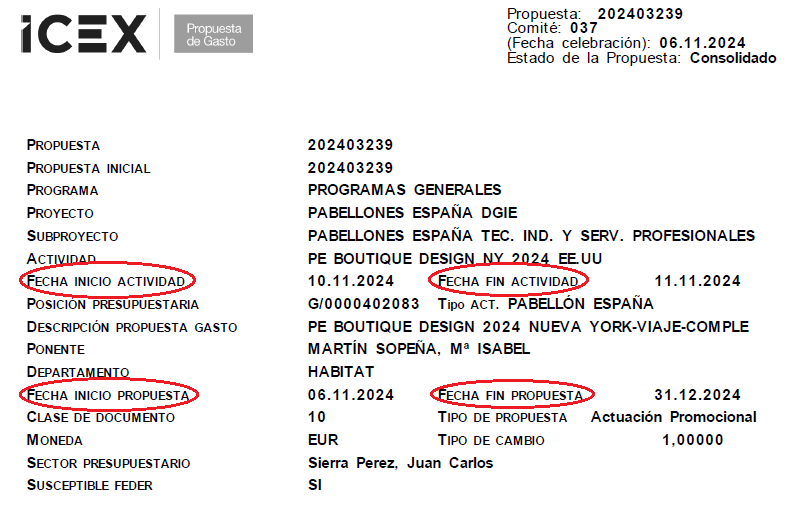 iCEX
Propuesta
de Gasto
Propuesta: 202403239
Comité: 037
(Fecha celebración): 06.11.2024
Estado de la Propuesta: Consolidado
PROPUESTA 202403239
PROPUESTA INICIAL 202403239
PROGRAMA PROGRAMAS GENERALES
PROYECTO PABELLONES ESPAÑA DGIE
SUBPROYECTO PABELLONES ESPAÑA TEC. IND. Y SERV. PROFESIONALES
ACTIVIDAD PE BOUTIQUE DESIGN NY 2024 EE.UU
FECHA INICIO ACTIVIDAD 10.11.2024 FECHA FIN ACTIVIDAD 11.11.2024
POSICIÓN PRESUPUESTARIA G/0000402083 Tipo ACT. PABELLÓN ESPAÑA
DESCRIPCIÓN PROPUESTA GASTO PE BOUTIQUE DESIGN 2024 NUEVA YORK-VIAJE-COMPLE
PONENTE MARTÍN SOPEÑA, Mª ISABEL
DEPARTAMENTO HABITAT
FECHA INICIO PROPUESTA 06.11.2024 FECHA FIN PROPUESTA 31.12.2024
CLASE DE DOCUMENTO 10 TIPO DE PROPUESTA Actuación Promocional
MONEDA EUR TIPO DE CAMBIO 1,00000
SECTOR PRESUPUESTARIO Sierra Perez, Juan Carlos
SUSCEPTIBLE FEDER SI